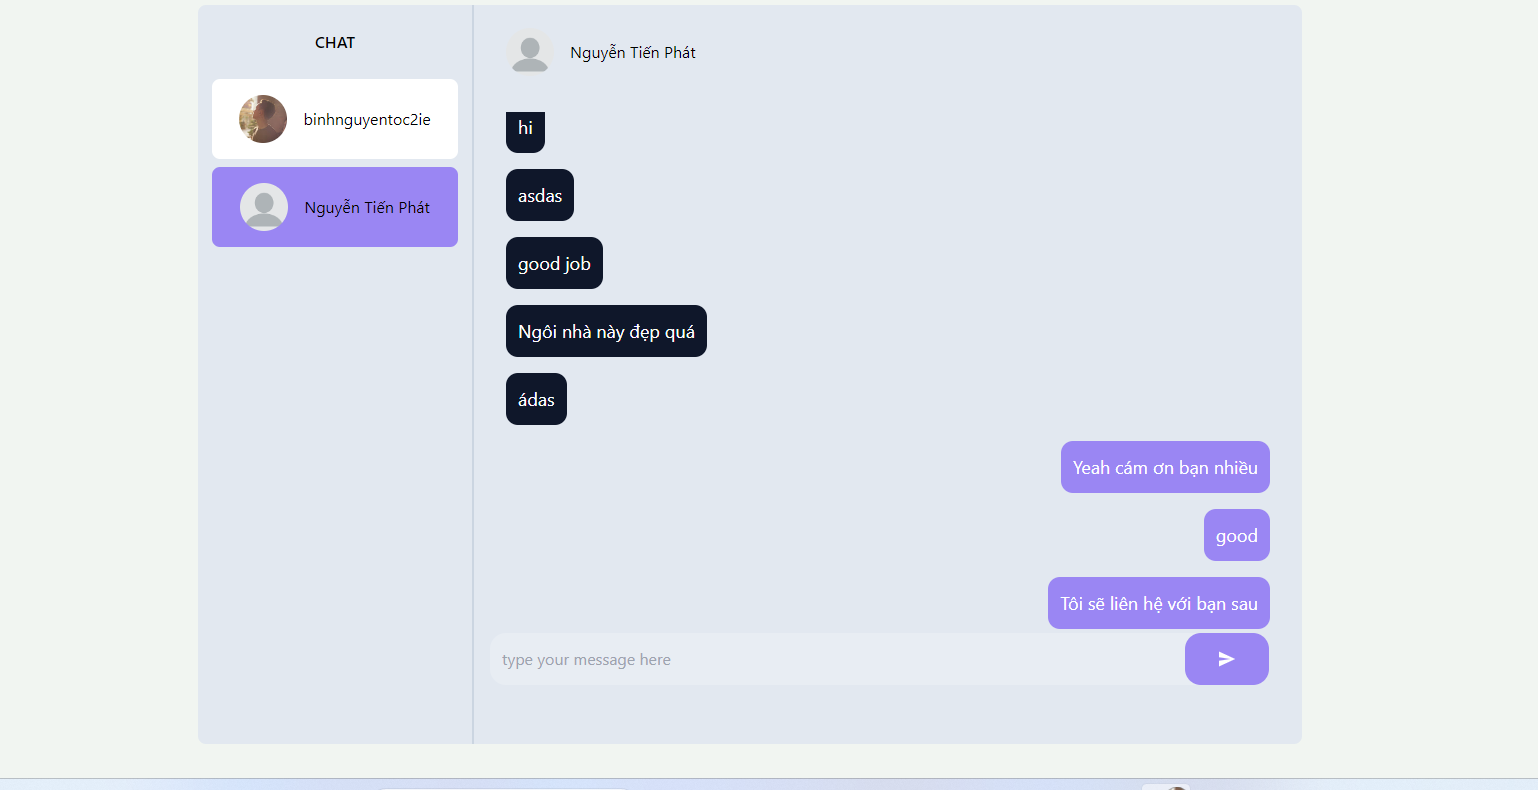 CHAT
binhnguyentoc2ie
Nguyễn Tiến Phát
Nguyễn Tiến Phát
hi
asdas
good job
Ngôi nhà này đẹp quá
ádas
Yeah cám ơn bạn nhiều
good
Tôi sẽ liên hệ với bạn sau
type your message here